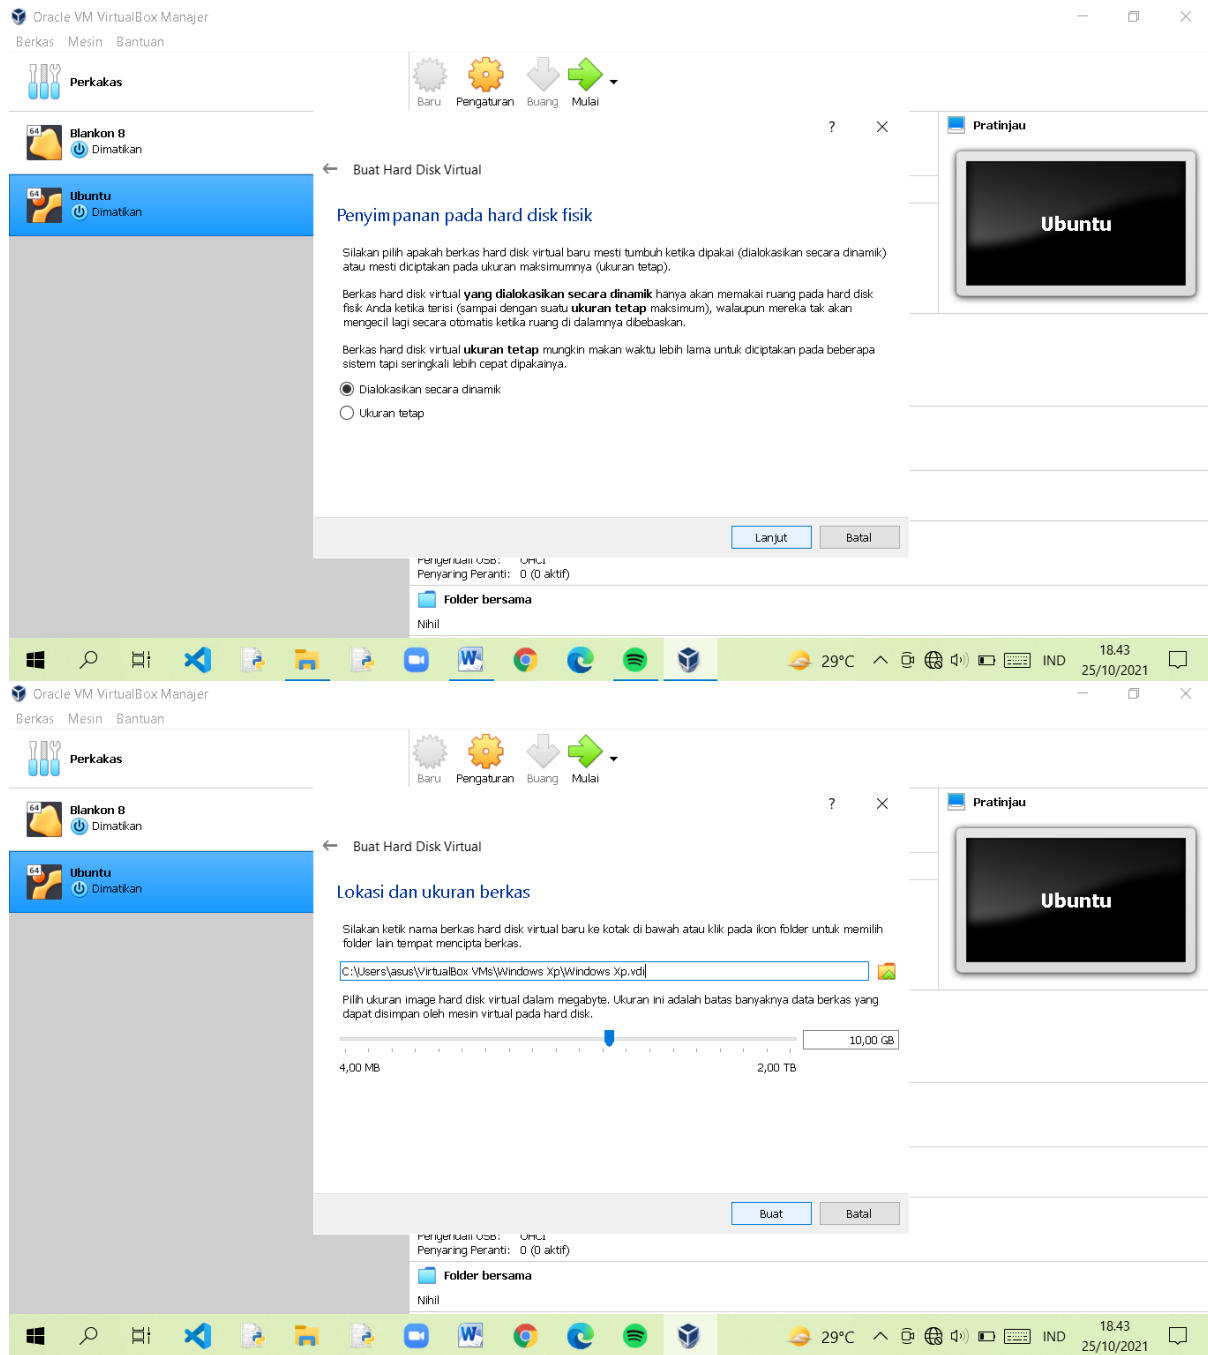 Oracle VM VirtualBox Manajer
Berkas Mesin Bantuan
Perkakas
Baru Pengaturan Buang Mulai
64 Blankon 8
Dimatikan
64 Ubuntu
Dimatikan
? 
Pratinjau
Ubuntu
Buat Hard Disk Virtual
Penyimpanan pada hard disk fisik
Silakan pilih apakah berkas hard disk virtual baru mesti tumbuh ketika dipakai (dialokasikan secara dinamik)
atau mesti diciptakan pada ukuran maksimumnya (ukuran tetap).
Berkas hard disk virtual yang dialokasikan secara dinamik hanya akan memakai ruang pada hard disk
fisik Anda ketika terisi (sampai dengan suatu ukuran tetap maksimum), walaupun mereka tak akan
mengecil lagi secara otomatis ketika ruang di dalamnya dibebaskan.
Berkas hard disk virtual ukuran tetap mungkin makan waktu lebih lama untuk diciptakan pada beberapa
sistem tapi seringkali lebih cepat dipakainya.
Dialokasikan secara dinamik
Ukuran tetap
Lanjut Batal
Pengendali USB: OHCI
Penyaring Peranti: 0 (0 aktif)
Folder bersama
Nihil
29°C IND 18.43
25/10/2021
Oracle VM VirtualBox Manajer
Berkas Mesin Bantuan
Perkakas
Baru Pengaturan Buang Mulai
64 Blankon 8
Dimatikan
64 Ubuntu
Dimatikan
?
Pratinjau
Ubuntu
Buat Hard Disk Virtual
Lokasi dan ukuran berkas
Silakan ketik nama berkas hard disk virtual baru ke kotak di bawah atau klik pada ikon folder untuk memilih
folder lain tempat mencipta berkas.
C:\Users\asus\VirtualBox VMs\Windows Xp\Windows Xp.vdi
Pilih ukuran image hard disk virtual dalam megabyte. Ukuran ini adalah batas banyaknya data berkas yang
dapat disimpan oleh mesin virtual pada hard disk.
10,00 GB
4,00 MB 2,00 TB
Buat Batal
Pengendali USB: OHCI
Penyaring Peranti: 0 (0 aktif)
Folder bersama
Nihil
29°C IND 18.43
25/10/2021